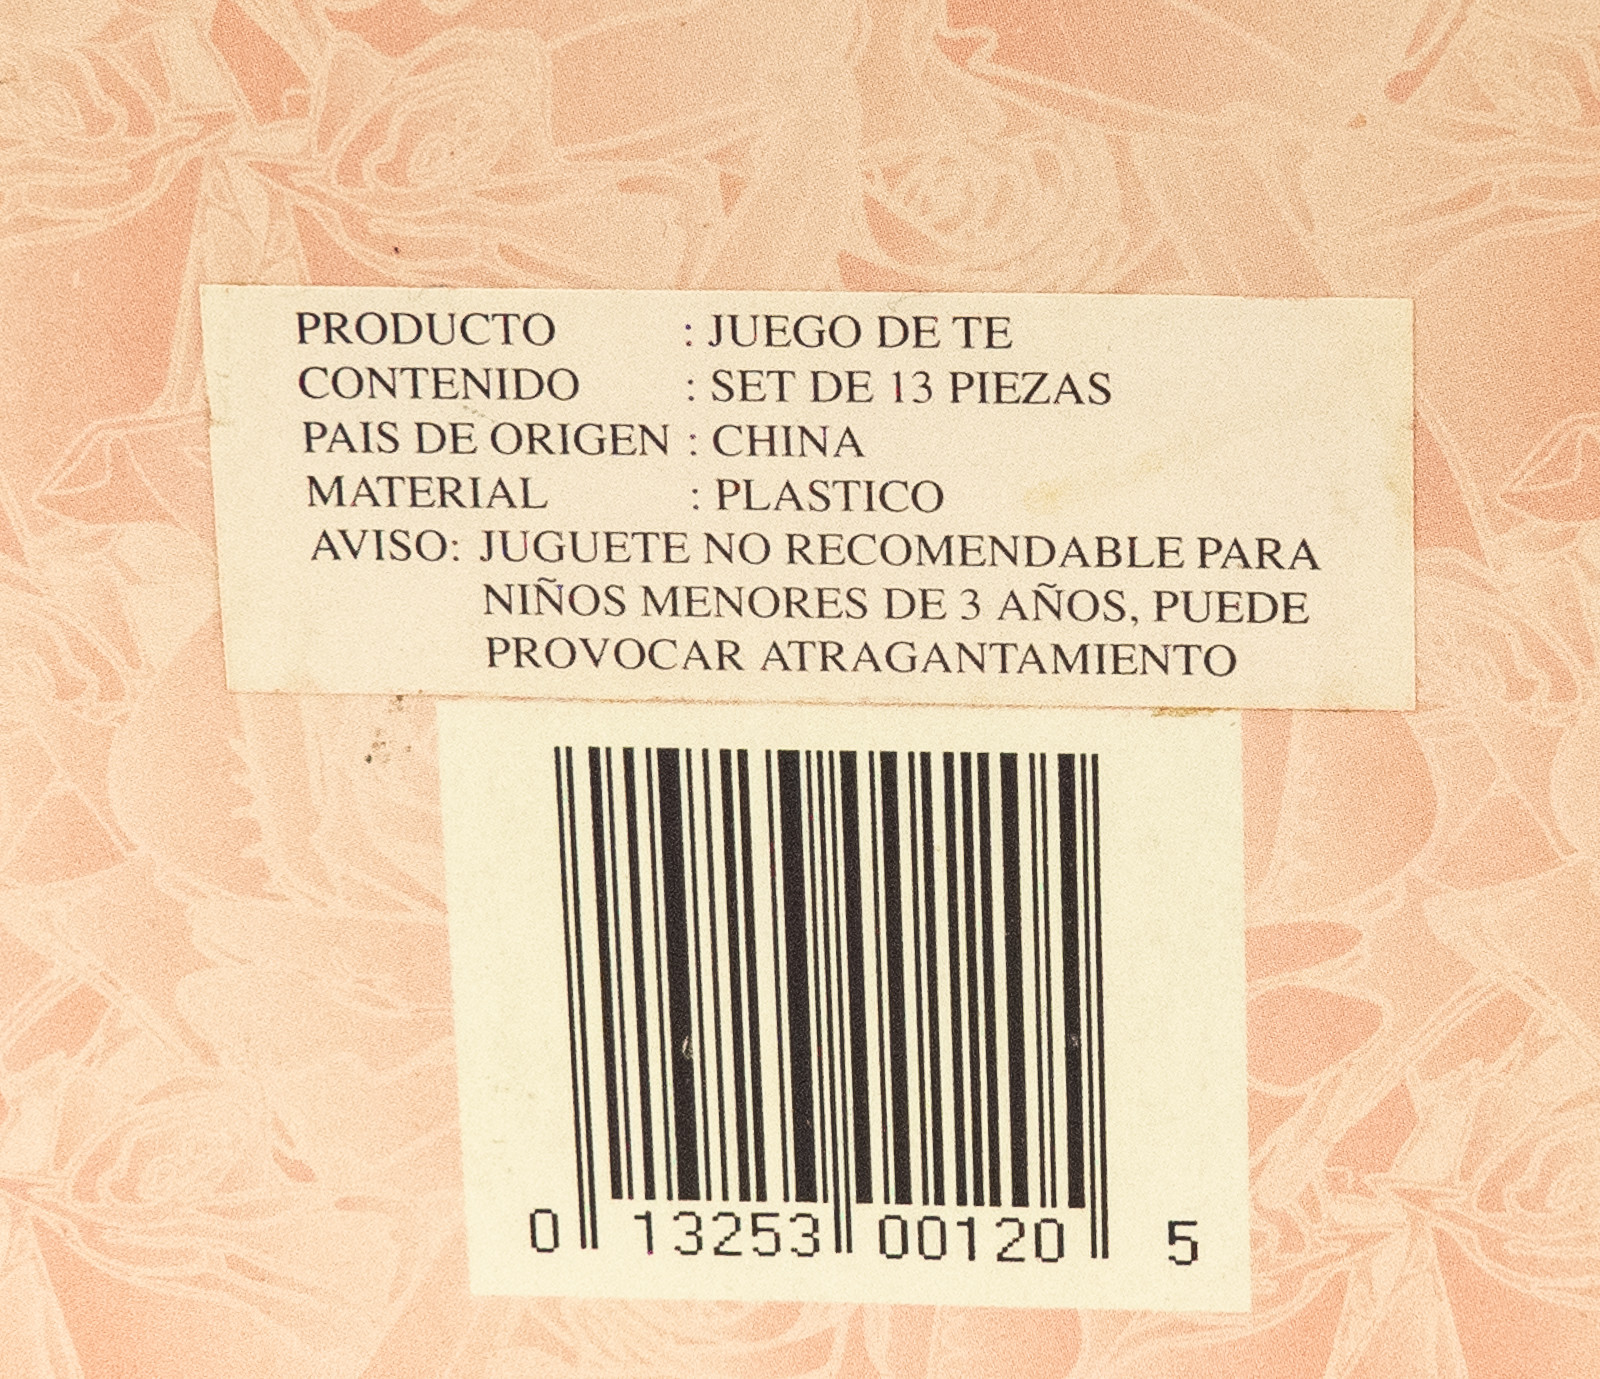 PRODUCTO : JUEGO DE TE
CONTENIDO : SET DE 13 PIEZAS
PAIS DE ORIGEN : CHINA
MATERIAL : PLASTICO
AVISO: JUGUETE NO RECOMENDABLE PARA
NIÑOS MENORES DE 3 AÑOS, PUEDE
PROVOCAR ATRAGANTAMIENTO
0 13253 00120 5